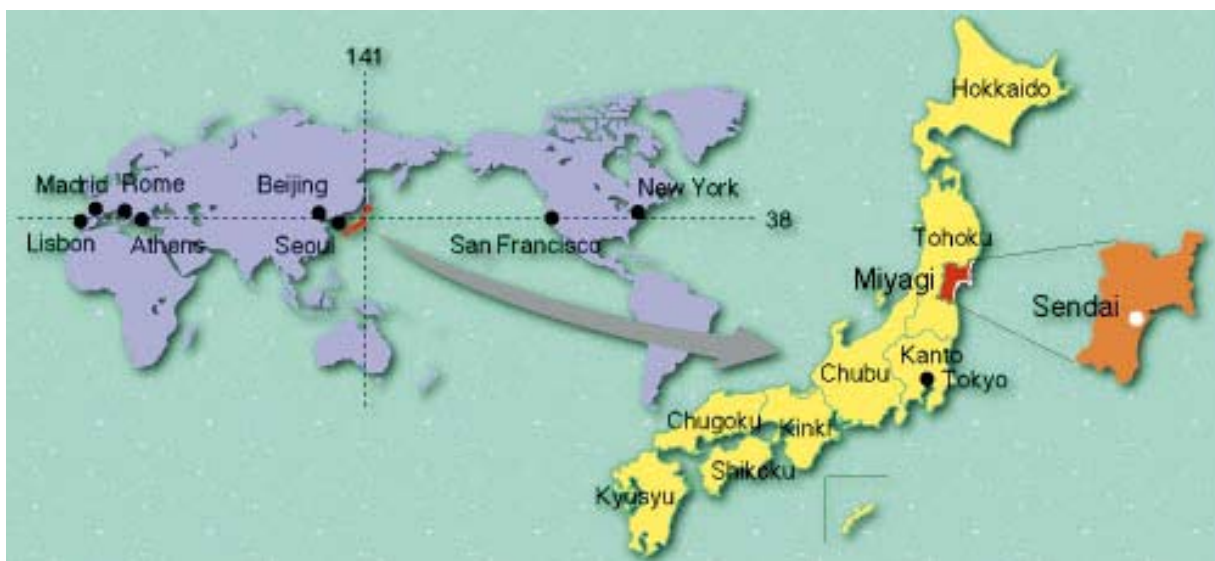 141
Madrid Rome
Beijing
New York
38
Lisbon
Athens
Seoul
San Francisco
Hokkaido
Tohoku
Miyagi
Sendai
Kanto
Chubu
Tokyo
Chugoku
Kinki
Shikoku
Kyusyu